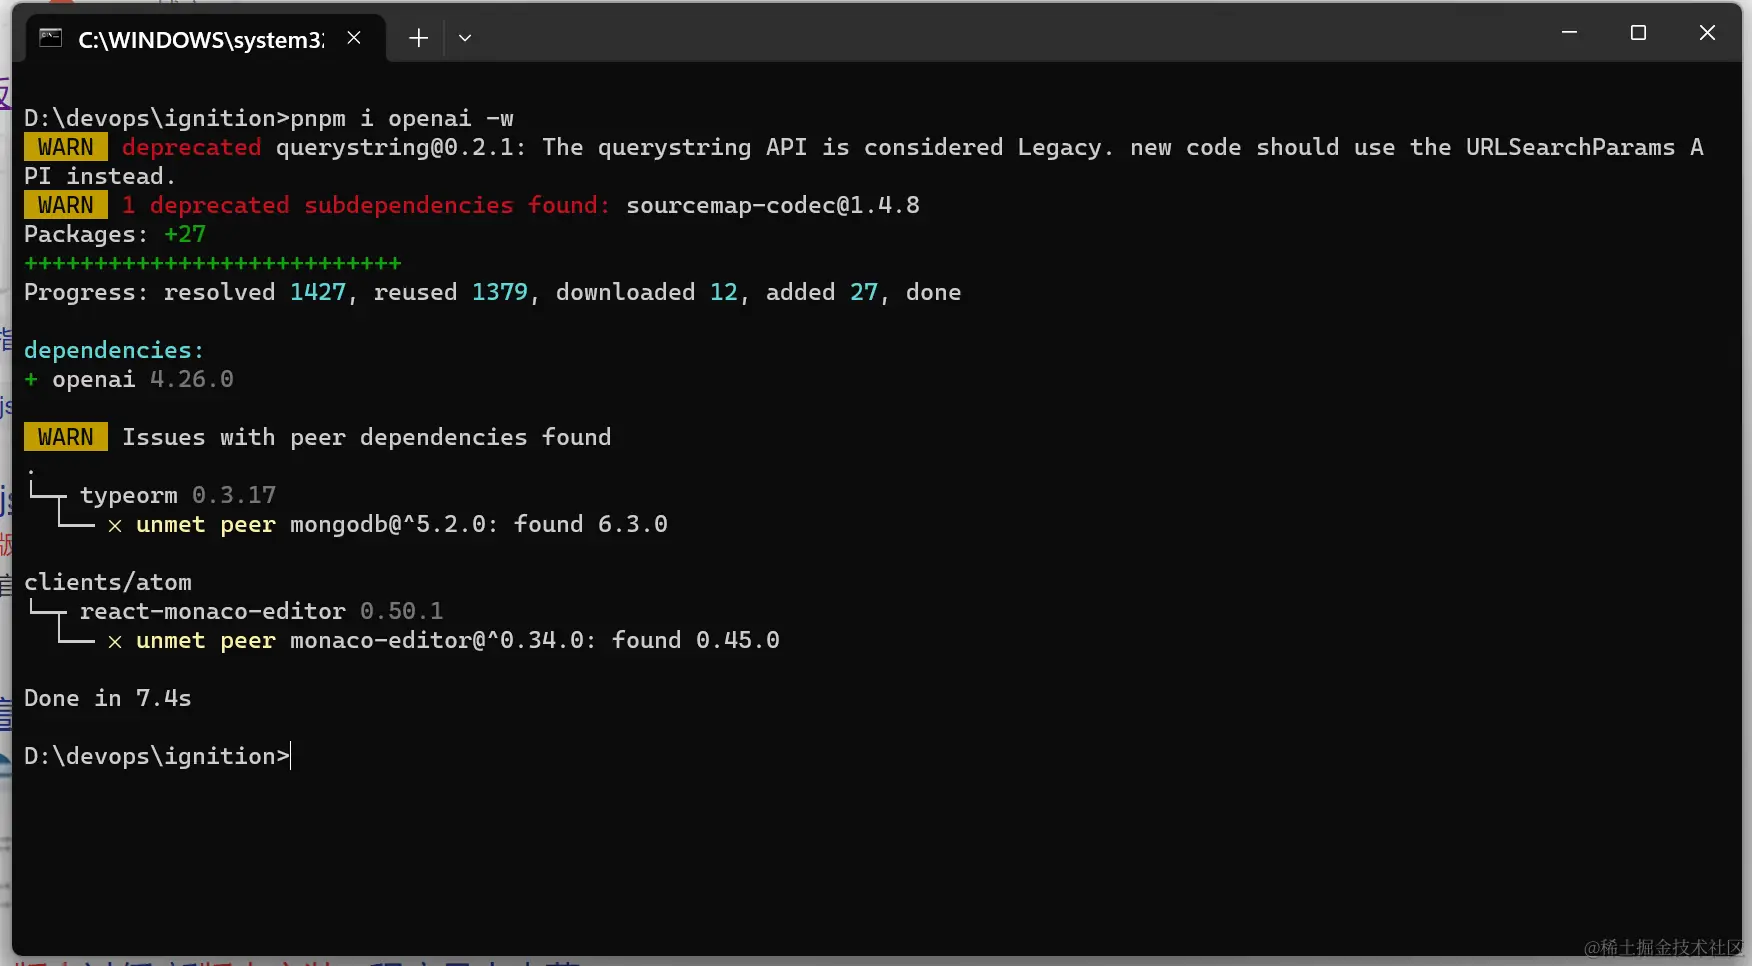 C:\WINDOWS\system32
D:\devops\ignition>pnpm i openai -w
WARN deprecated querystring@0.2.1: The querystring API is considered Legacy. new code should use the URLSearchParams A
PI instead.
WARN 1 deprecated subdependencies found: sourcemap-codec@1.4.8
Packages: +27
+++++++++++++++++++++++++++
Progress: resolved 1427, reused 1379, downloaded 12, added 27, done
dependencies:
+ openai 4.26.0
WARN Issues with peer dependencies found
.
└─┬ typeorm 0.3.17
└── ✕ unmet peer mongodb@^5.2.0: found 6.3.0
clients/atom
└─┬ react-monaco-editor 0.50.1
└── ✕ unmet peer monaco-editor@^0.34.0: found 0.45.0
Done in 7.4s
D:\devops\ignition>
@稀土掘金技术社区